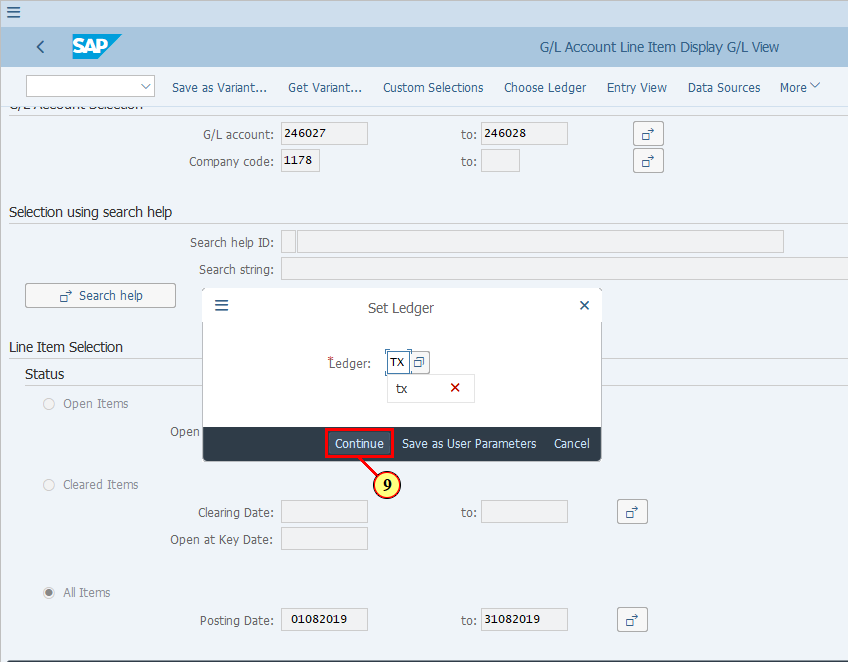 SAP
G/L Account Line Item Display G/L View
Save as Variant... Get Variant... Custom Selections Choose Ledger Entry View Data Sources More
G/L Account Selection
G/L account: 246027 to: 246028
Company code: 1178 to:
Selection using search help
Search help ID:
Search string:
Search help
Set Ledger
Line Item Selection
*Ledger: TX
Status
tx
Open Items
Open
Continue Save as User Parameters Cancel
9
Cleared Items
Clearing Date: to:
Open at Key Date:
All Items
Posting Date: 01082019 to: 31082019